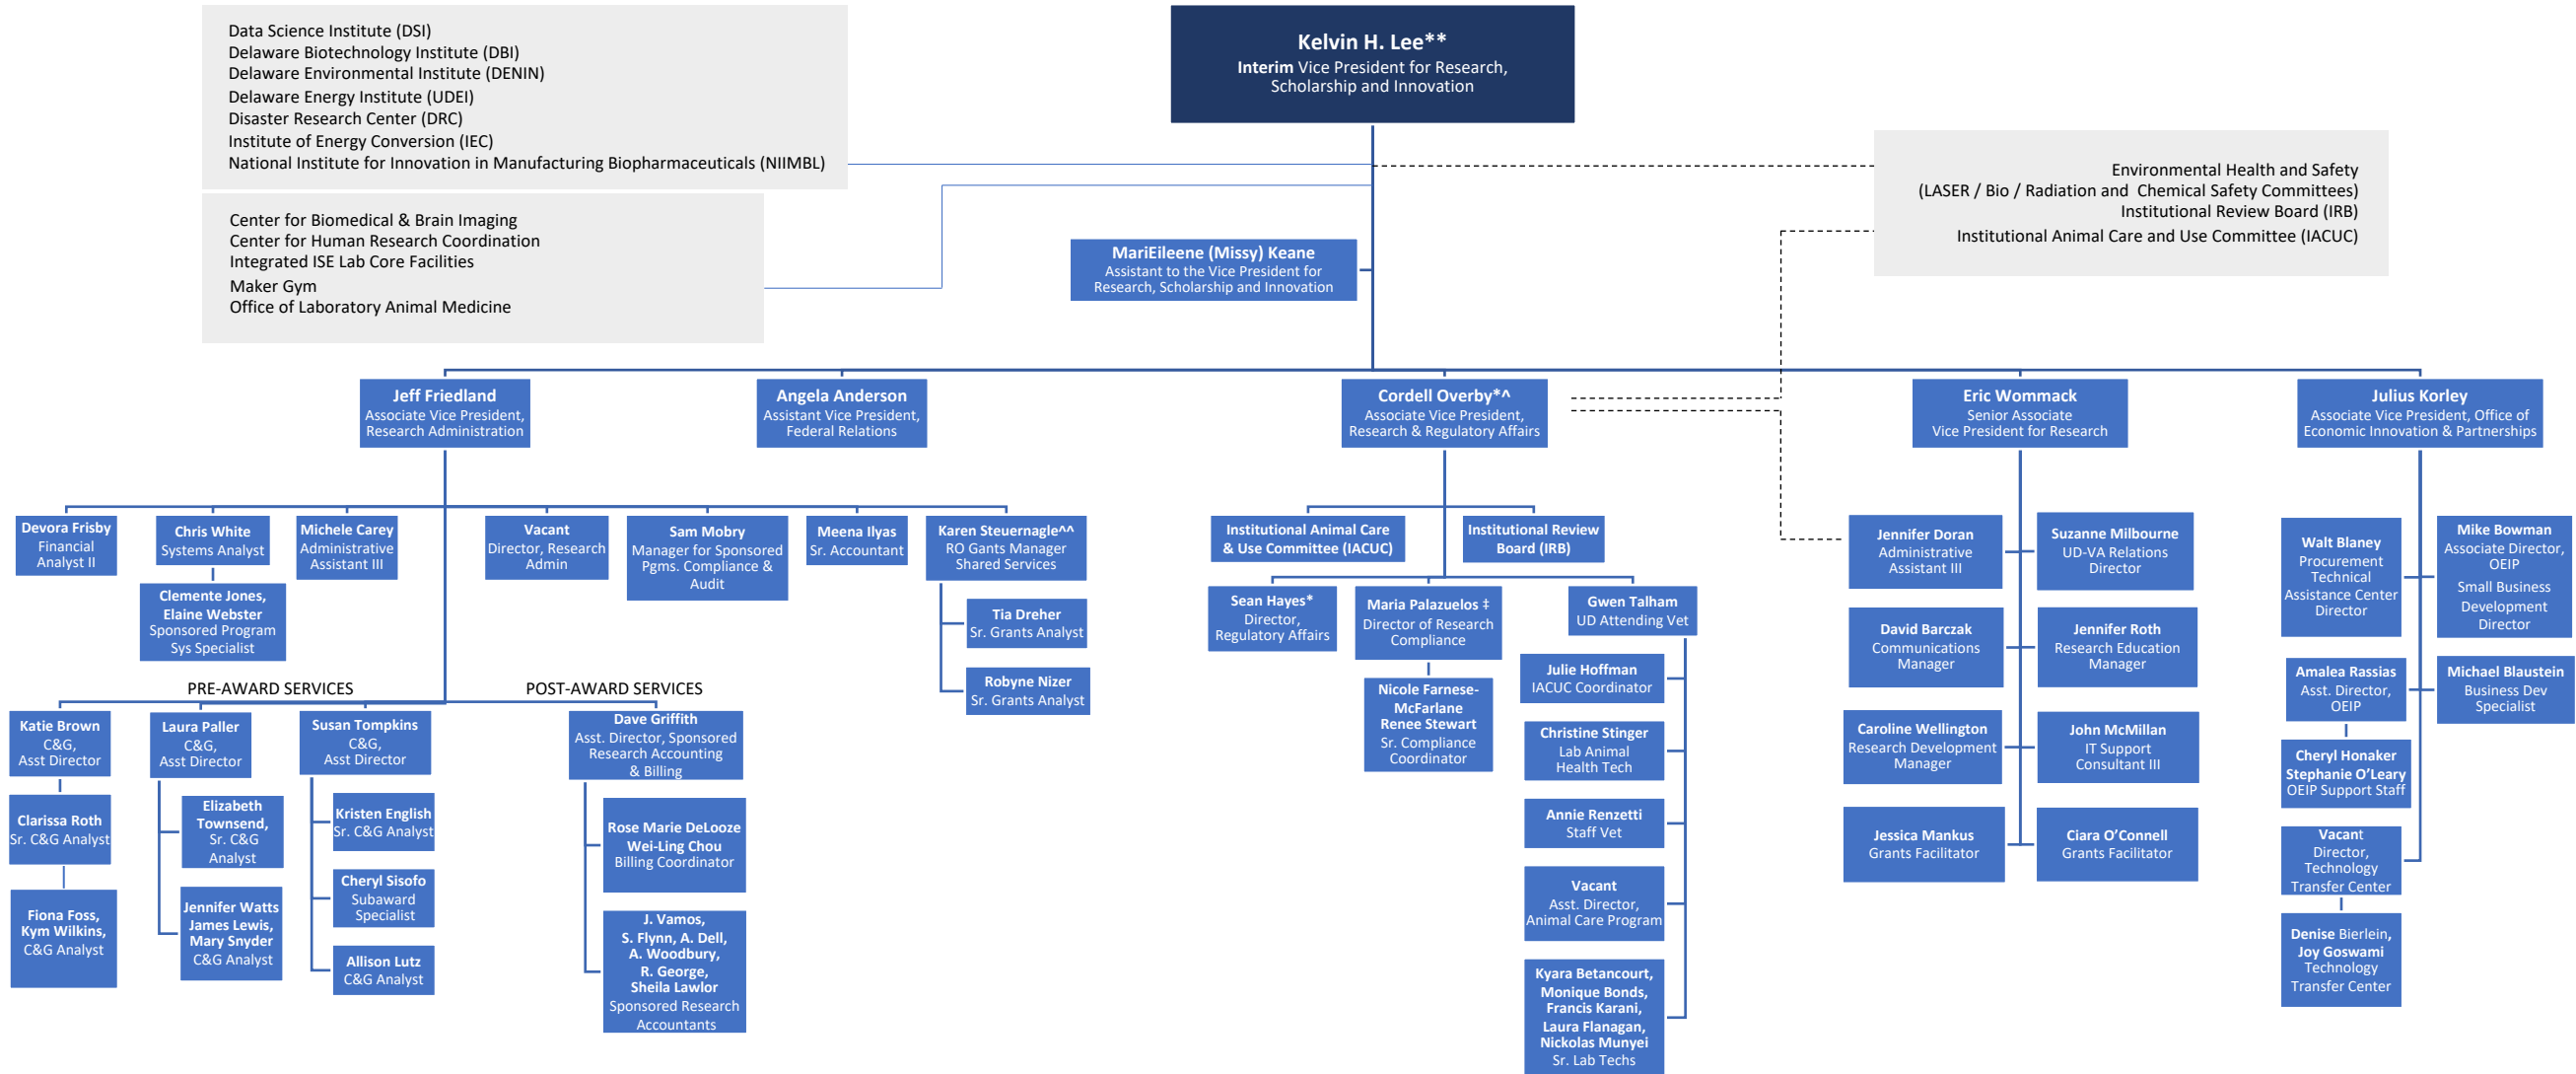 Data Science Institute (DSI)
Delaware Biotechnology Institute (DBI)
Delaware Environmental Institute (DENIN)
Delaware Energy Institute (UDEI)
Disaster Research Center (DRC)
Institute of Energy Conversion (IEC)
National Institute for Innovation in Manufacturing Biopharmaceuticals (NIIMBL)
Kelvin H. Lee**
Interim Vice President for Research,
Scholarship and Innovation
Center for Biomedical & Brain Imaging
Center for Human Research Coordination
Integrated ISE Lab Core Facilities
Maker Gym
Office of Laboratory Animal Medicine
Environmental Health and Safety
(LASER / Bio / Radiation and Chemical Safety Committees)
Institutional Review Board (IRB)
Institutional Animal Care and Use Committee (IACUC)
MariEileene (Missy) Keane
Assistant to the Vice President for
Research, Scholarship and Innovation
Jeff Friedland
Associate Vice President,
Research Administration
Angela Anderson
Assistant Vice President,
Federal Relations
Cordell Overby*^
Associate Vice President,
Research & Regulatory Affairs
Eric Wommack
Senior Associate
Vice President for Research
Julius Korley
Associate Vice President, Office of
Economic Innovation & Partnerships
Devora Frisby
Financial
Analyst II
Chris White
Systems Analyst
Clemente Jones,
Elaine Webster
Sponsored Program
Sys Specialist
Michele Carey
Administrative
Assistant III
Vacant
Director, Research
Admin
Sam Mobry
Manager for Sponsored
Pgms. Compliance &
Audit
Meena Ilyas
Sr. Accountant
Karen Steuernagle^^
RO Gants Manager
Shared Services
Tia Dreher
Sr. Grants Analyst
Robyne Nizer
Sr. Grants Analyst
PRE-AWARD SERVICES
POST-AWARD SERVICES
Katie Brown
C&G,
Asst Director
Clarissa Roth
Sr. C&G Analyst
Fiona Foss,
Kym Wilkins,
C&G Analyst
Laura Paller
C&G,
Asst Director
Elizabeth
Townsend,
Sr. C&G
Analyst
Jennifer Watts
James Lewis,
Mary Snyder
C&G Analyst
Susan Tompkins
C&G,
Asst Director
Kristen English
Sr. C&G Analyst
Cheryl Sisofo
Subaward
Specialist
Allison Lutz
C&G Analyst
Dave Griffith
Asst. Director, Sponsored
Research Accounting
& Billing
Rose Marie DeLooze
Wei-Ling Chou
Billing Coordinator
J. Vamos,
S. Flynn, A. Dell,
A. Woodbury,
R. George,
Sheila Lawlor
Sponsored Research
Accountants
Institutional Animal Care
& Use Committee (IACUC)
Institutional Review
Board (IRB)
Sean Hayes*
Director,
Regulatory Affairs
Maria Palazuelos ‡
Director of Research
Compliance
Nicole Farnese-
McFarlane
Renee Stewart
Sr. Compliance
Coordinator
Gwen Talham
UD Attending Vet
Julie Hoffman
IACUC Coordinator
Christine Stinger
Lab Animal
Health Tech
Annie Renzetti
Staff Vet
Vacant
Asst. Director,
Animal Care Program
Kyara Betancourt,
Monique Bonds,
Francis Karani,
Laura Flanagan,
Nickolas Munyei
Sr. Lab Techs
Jennifer Doran
Administrative
Assistant III
Suzanne Milbourne
UD-VA Relations
Director
David Barczak
Communications
Manager
Jennifer Roth
Research Education
Manager
Caroline Wellington
Research Development
Manager
John McMillan
IT Support
Consultant III
Jessica Mankus
Grants Facilitator
Ciara O'Connell
Grants Facilitator
Walt Blaney
Procurement
Technical
Assistance Center
Director
Mike Bowman
Associate Director,
OEIP
Small Business
Development
Director
Amalea Rassias
Asst. Director,
OEIP
Michael Blaustein
Business Dev
Specialist
Cheryl Honaker
Stephanie O'Leary
OEIP Support Staff
Vacant
Director,
Technology
Transfer Center
Denise Bierlein,
Joy Goswami
Technology
Transfer Center